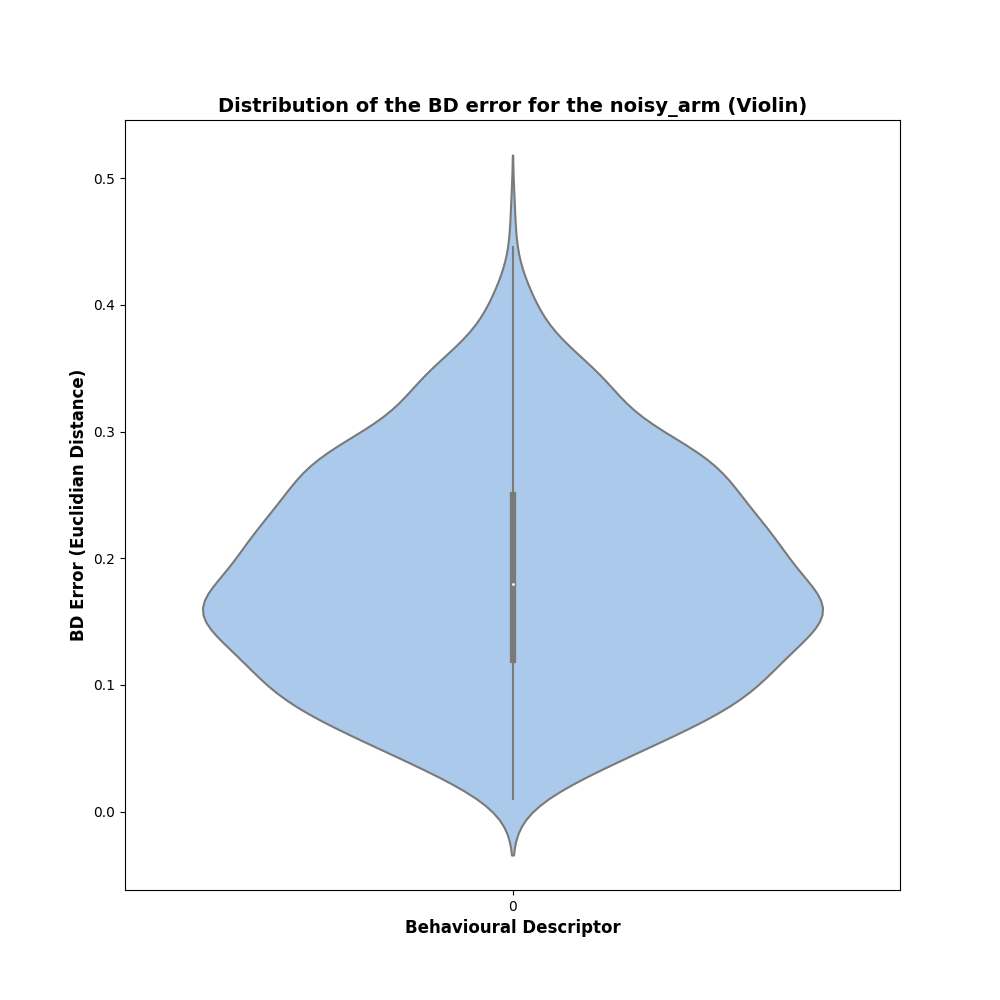 Distribution of the BD error for the noisy_arm (Violin)
0.5
0.4
0.3
0.2
0.1
0.0
BD Error (Euclidian Distance)
0
Behavioural Descriptor